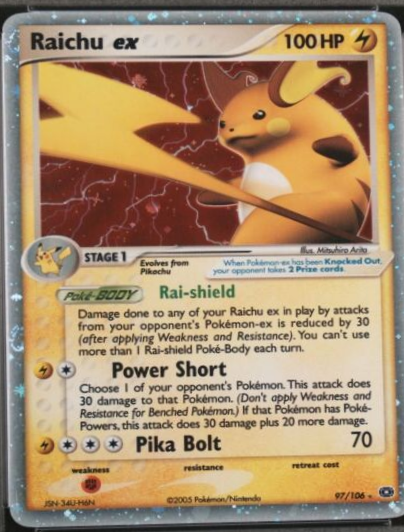 Raichu ex 100 HP
Illus. Mitsuhiro Arita
STAGE 1
Evolves from
Pikachu
When Pokémon-ex has been Knocked Out,
your opponent takes 2 Prize cards.
Poké-BODY Rai-shield
Damage done to any of your Raichu ex in play by attacks
from your opponent's Pokémon-ex is reduced by 30
(after applying Weakness and Resistance). You can't use
more than 1 Rai-shield Poké-Body each turn.
Power Short
Choose 1 of your opponent's Pokémon. This attack does
30 damage to that Pokémon. (Don't apply Weakness and
Resistance for Benched Pokémon.) If that Pokémon has Poké-
Powers, this attack does 30 damage plus 20 more damage.
Pika Bolt 70
weakness resistance retreat cost
JSN-34U-H6N ©2005 Pokémon/Nintendo 97/106